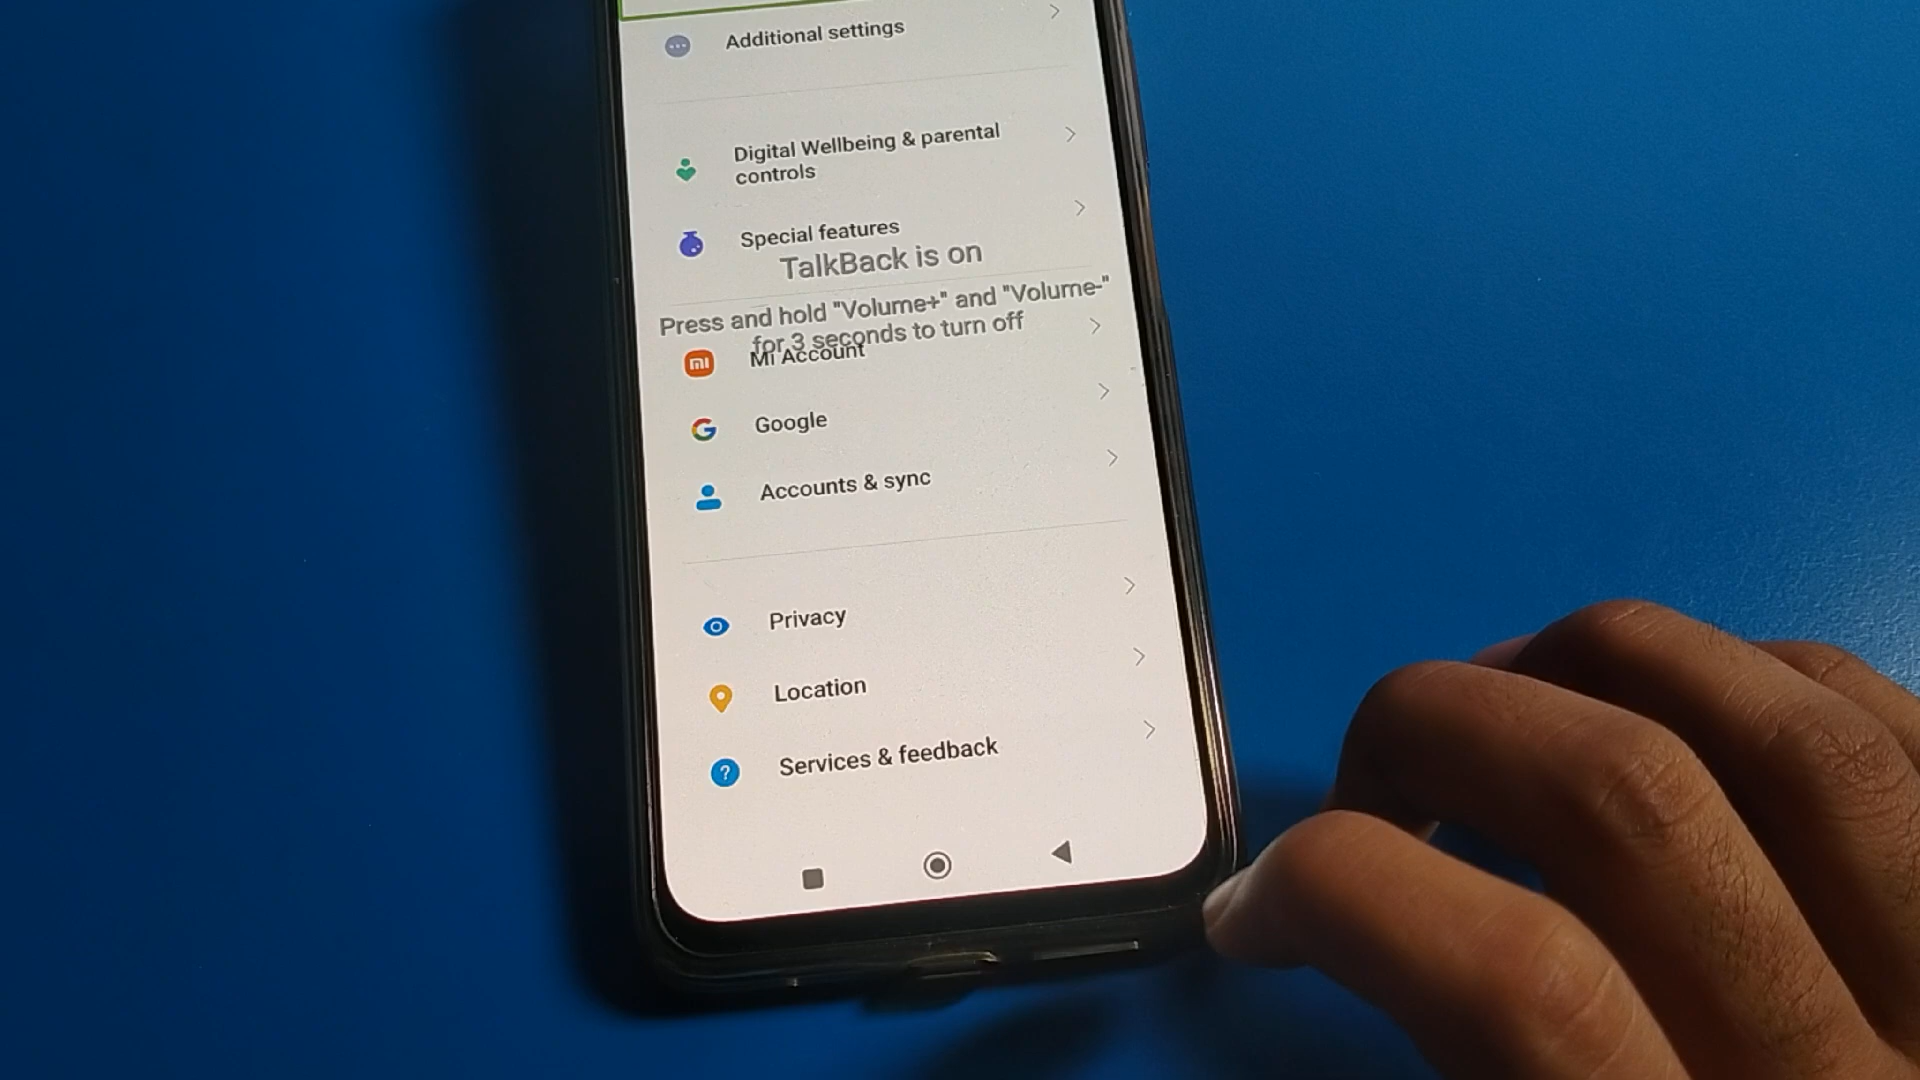 Additional settings
Digital Wellbeing & parental
controls
Special features
TalkBack is on
Press and hold "Volume+" and "Volume-"
for 3 seconds to turn off
Mi Account
Google
Accounts & sync
Privacy
Location
Services & feedback